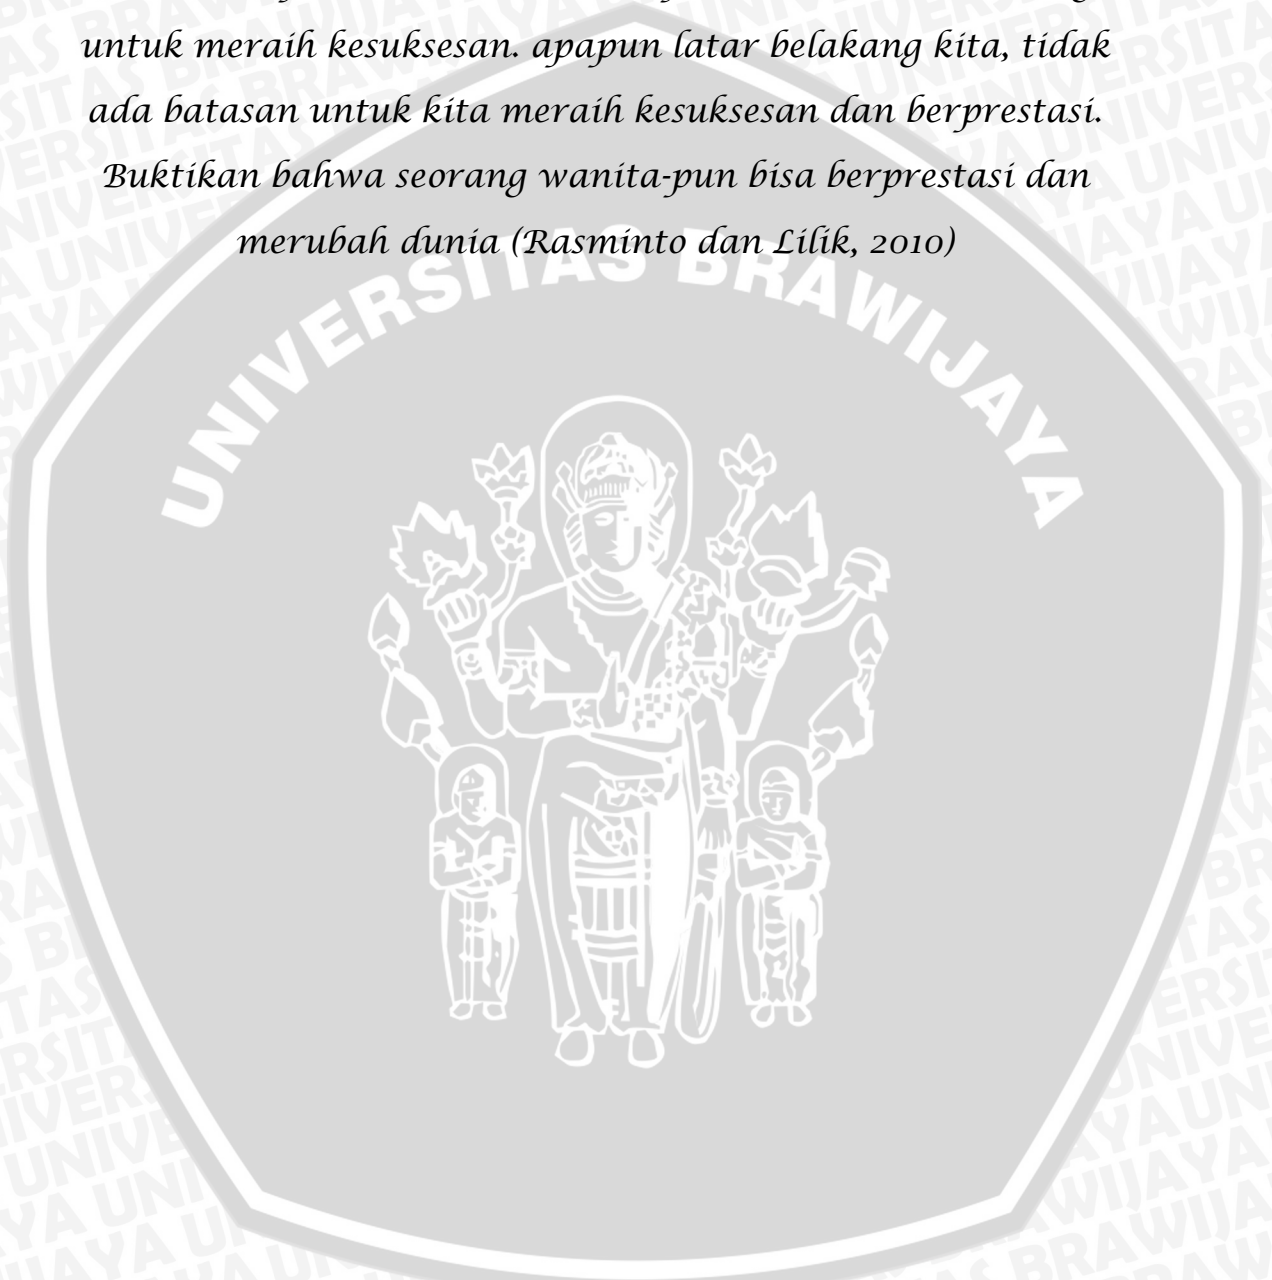 untuk meraih kesuksesan. apapun latar belakang kita, tidak
ada batasan untuk kita meraih kesuksesan dan berprestasi.
Buktikan bahwa seorang wanita-pun bisa berprestasi dan
merubah dunia (Rasminto dan Lilik, 2010)
UNIVERSITAS BRAWIJAYA